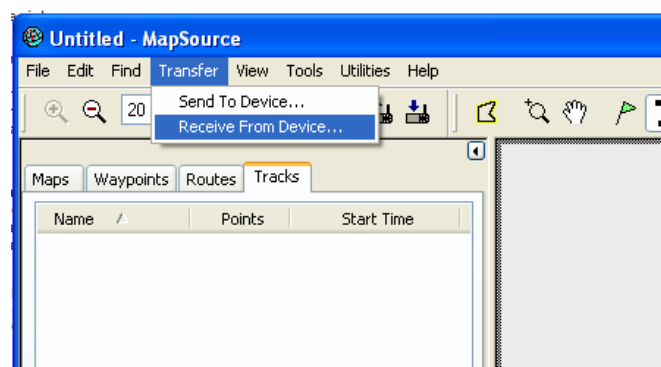 Untitled - MapSource
File Edit Find Transfer View Tools Utilities Help
20
Send To Device...
Receive From Device...
Maps Waypoints Routes Tracks
Name Points Start Time